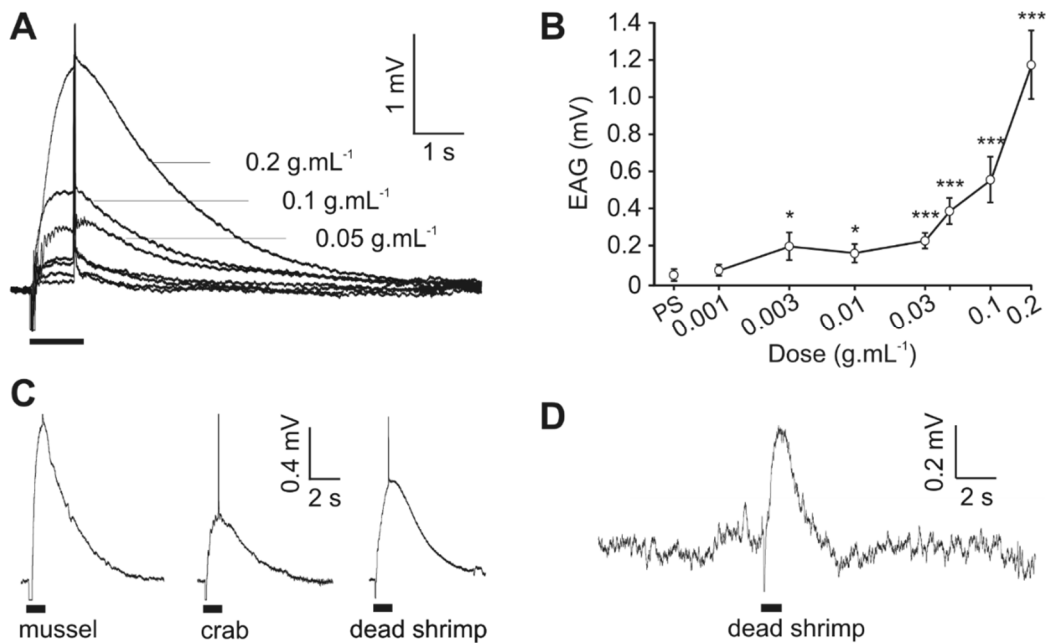 A
1 mV
1 s
0.2 g.mL⁻¹
0.1 g.mL⁻¹
0.05 g.mL⁻¹
B
EAG (mV)
1.4
1.2
1.0
0.8
0.6
0.4
0.2
0
*
*
***
***
***
***
PS
0.001
0.003
0.01
0.03
0.1
0.2
Dose (g.mL⁻¹)
C
0.4 mV
2 s
mussel
crab
dead shrimp
D
0.2 mV
2 s
dead shrimp